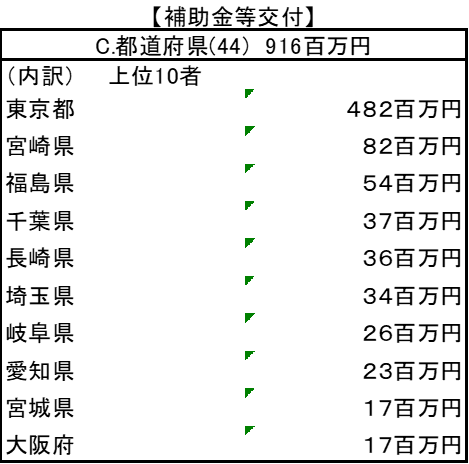 【補助金等交付】
C.都道府県(44) 916百万円
(内訳) 上位10者
東京都 482百万円
宮崎県 82百万円
福島県 54百万円
千葉県 37百万円
長崎県 36百万円
埼玉県 34百万円
岐阜県 26百万円
愛知県 23百万円
宮城県 17百万円
大阪府 17百万円